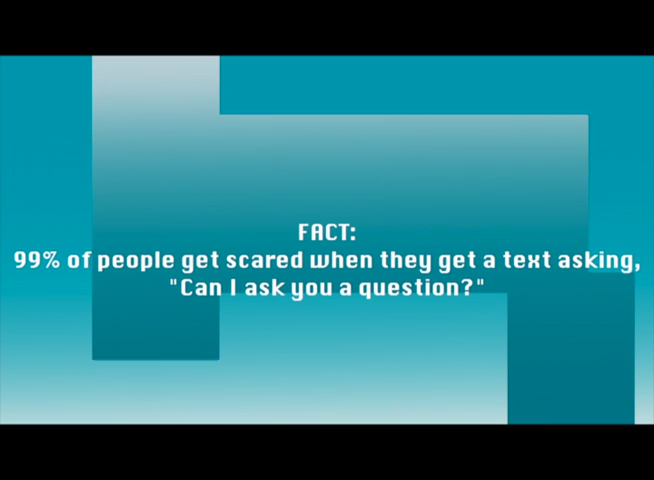 FACT:
99% of people get scared when they get a text asking,
"Can I ask you a question?"